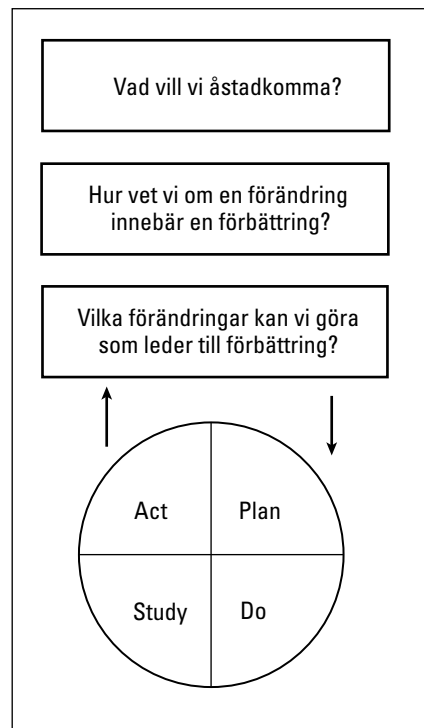 Vad vill vi åstadkomma?
Hur vet vi om en förändring
innebär en förbättring?
Vilka förändringar kan vi göra
som leder till förbättring?
Act
Plan
Study
Do